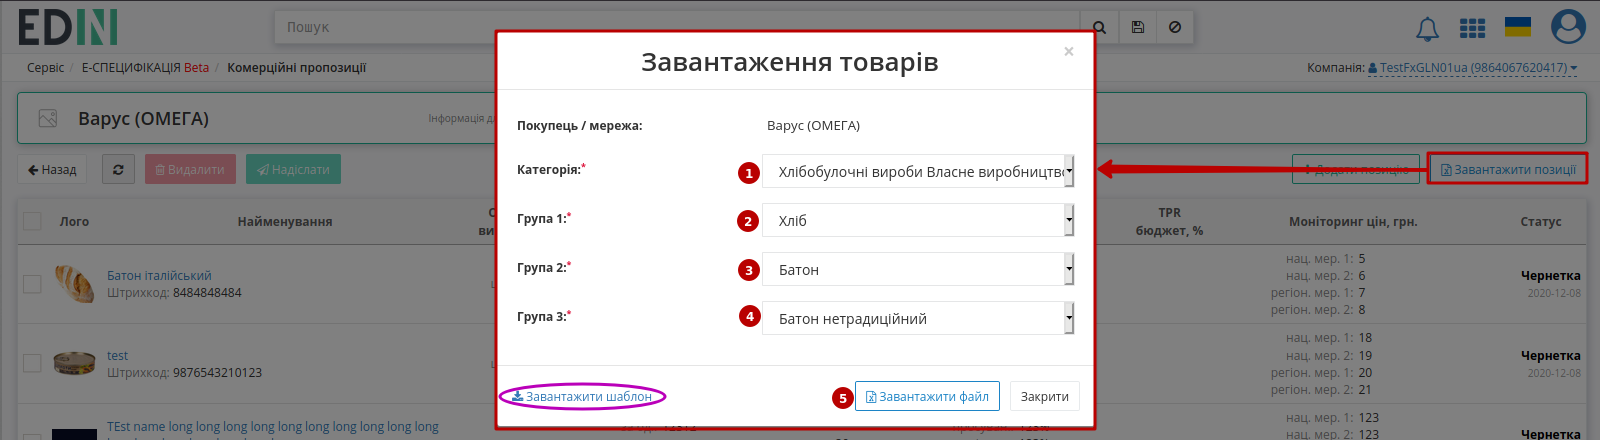 EDIN
Пошук
Сервіс / Е-СПЕЦИФІКАЦІЯ Beta / Комерційні пропозиції
Компанія: TestFxGLN01ua (9864067620417)
Варус (ОМЕГА)
Інформація
Назад
Видалити
Надіслати
Додати позицію
Завантажити позиції
Завантаження товарів
×
Покупець / мережа: Варус (ОМЕГА)
Категорія:* 1 Хлібобулочні вироби Власне виробництво
Група 1:* 2 Хліб
Група 2:* 3 Батон
Група 3:* 4 Батон нетрадиційний
Завантажити шаблон
5 Завантажити файл
Закрити
Лого
Найменування
TPR
бюджет, %
Моніторинг цін, грн.
Статус
Батон італійський
Штрихкод: 8484848484
нац. мер. 1: 5
нац. мер. 2: 6
регіон. мер. 1: 7
регіон. мер. 2: 8
Чернетка
2020-12-08
test
Штрихкод: 9876543210123
нац. мер. 1: 18
нац. мер. 2: 19
регіон. мер. 1: 20
регіон. мер. 2: 21
Чернетка
2020-12-08
TEst name long long long long long long long long long long
нац. мер. 1: 123
нац. мер. 2: 123
Чернетка